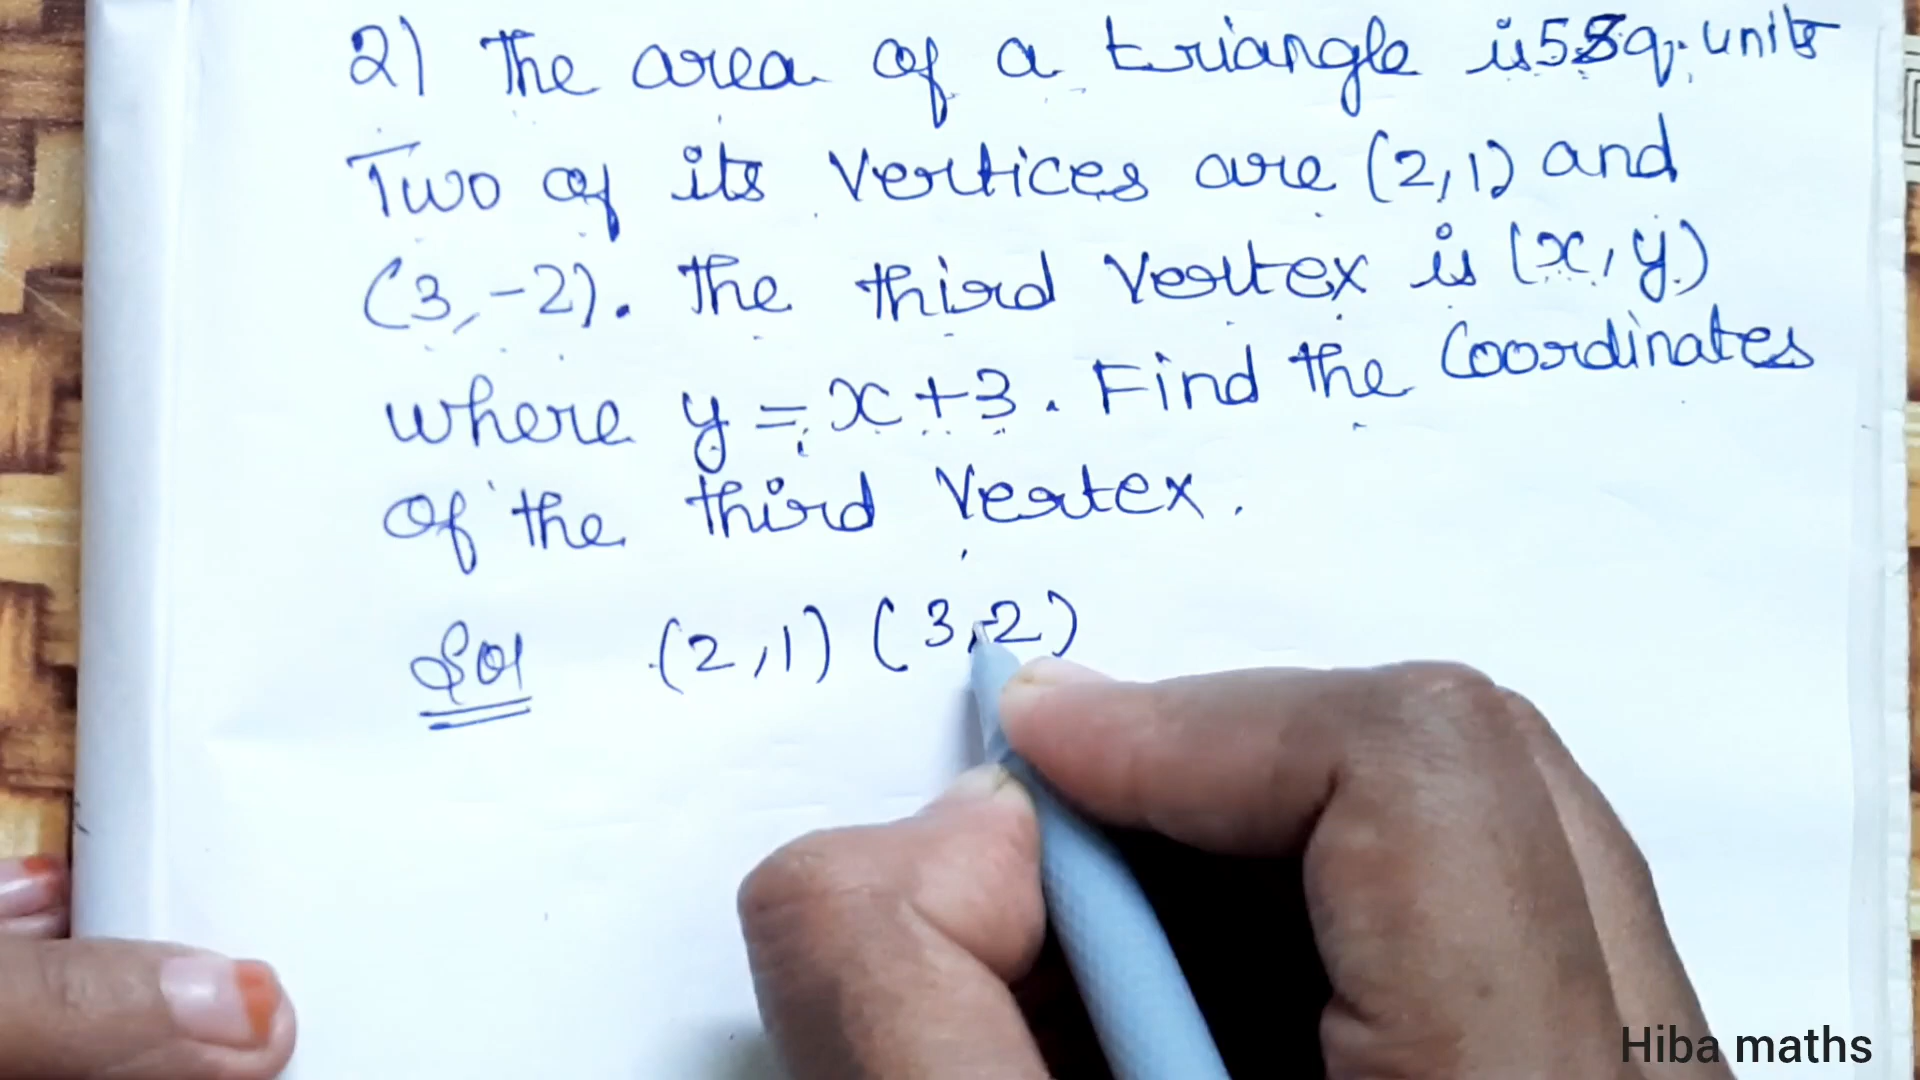 2) The area of a triangle is 5 Sq. units
Two of its vertices are (2,1) and
(3,-2). The third vertex is (x,y)
where y=x+3. Find the Coordinates
of the third vertex.
Sol (2,1) (3,-2)
Hiba maths